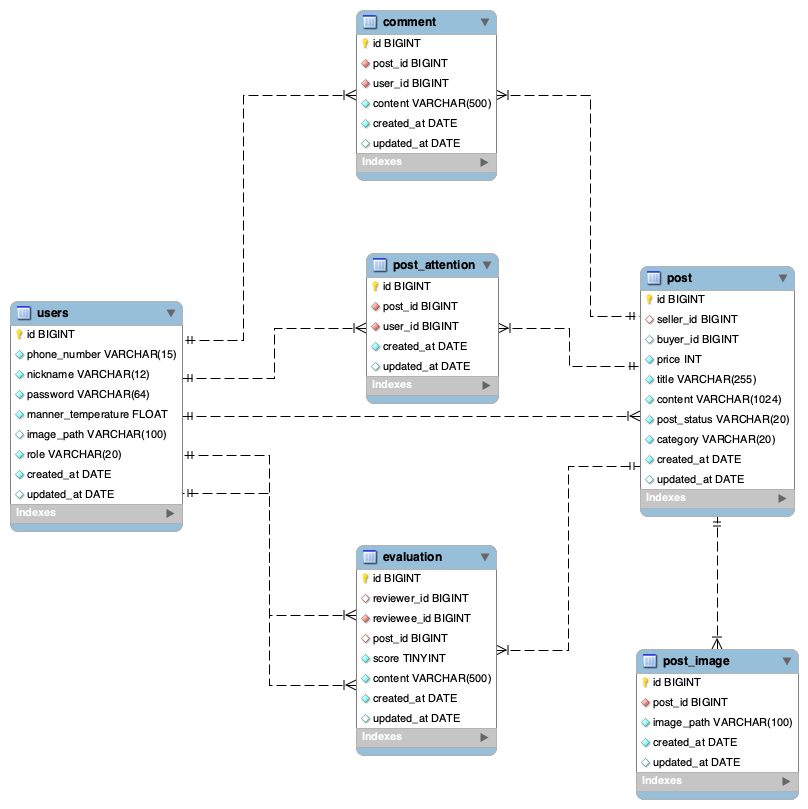 comment
id BIGINT
post_id BIGINT
user_id BIGINT
content VARCHAR(500)
created_at DATE
updated_at DATE
Indexes
post_attention
id BIGINT
post_id BIGINT
user_id BIGINT
created_at DATE
updated_at DATE
Indexes
post
id BIGINT
seller_id BIGINT
buyer_id BIGINT
price INT
title VARCHAR(255)
content VARCHAR(1024)
post_status VARCHAR(20)
category VARCHAR(20)
created_at DATE
updated_at DATE
Indexes
users
id BIGINT
phone_number VARCHAR(15)
nickname VARCHAR(12)
password VARCHAR(64)
manner_temperature FLOAT
image_path VARCHAR(100)
role VARCHAR(20)
created_at DATE
updated_at DATE
Indexes
evaluation
id BIGINT
reviewer_id BIGINT
reviewee_id BIGINT
post_id BIGINT
score TINYINT
content VARCHAR(500)
created_at DATE
updated_at DATE
Indexes
post_image
id BIGINT
post_id BIGINT
image_path VARCHAR(100)
created_at DATE
updated_at DATE
Indexes